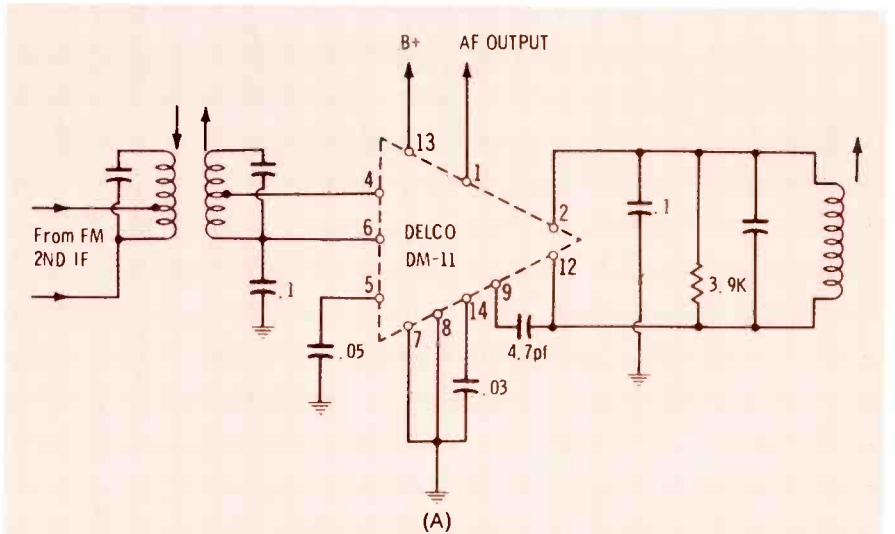 B+ AF OUTPUT
13
1
4
2
From FM
2ND IF
6
DELCO
DM-11
.1
12
3.9K
.1
5
9
14
8
7
4.7pf
.05
.03
(A)